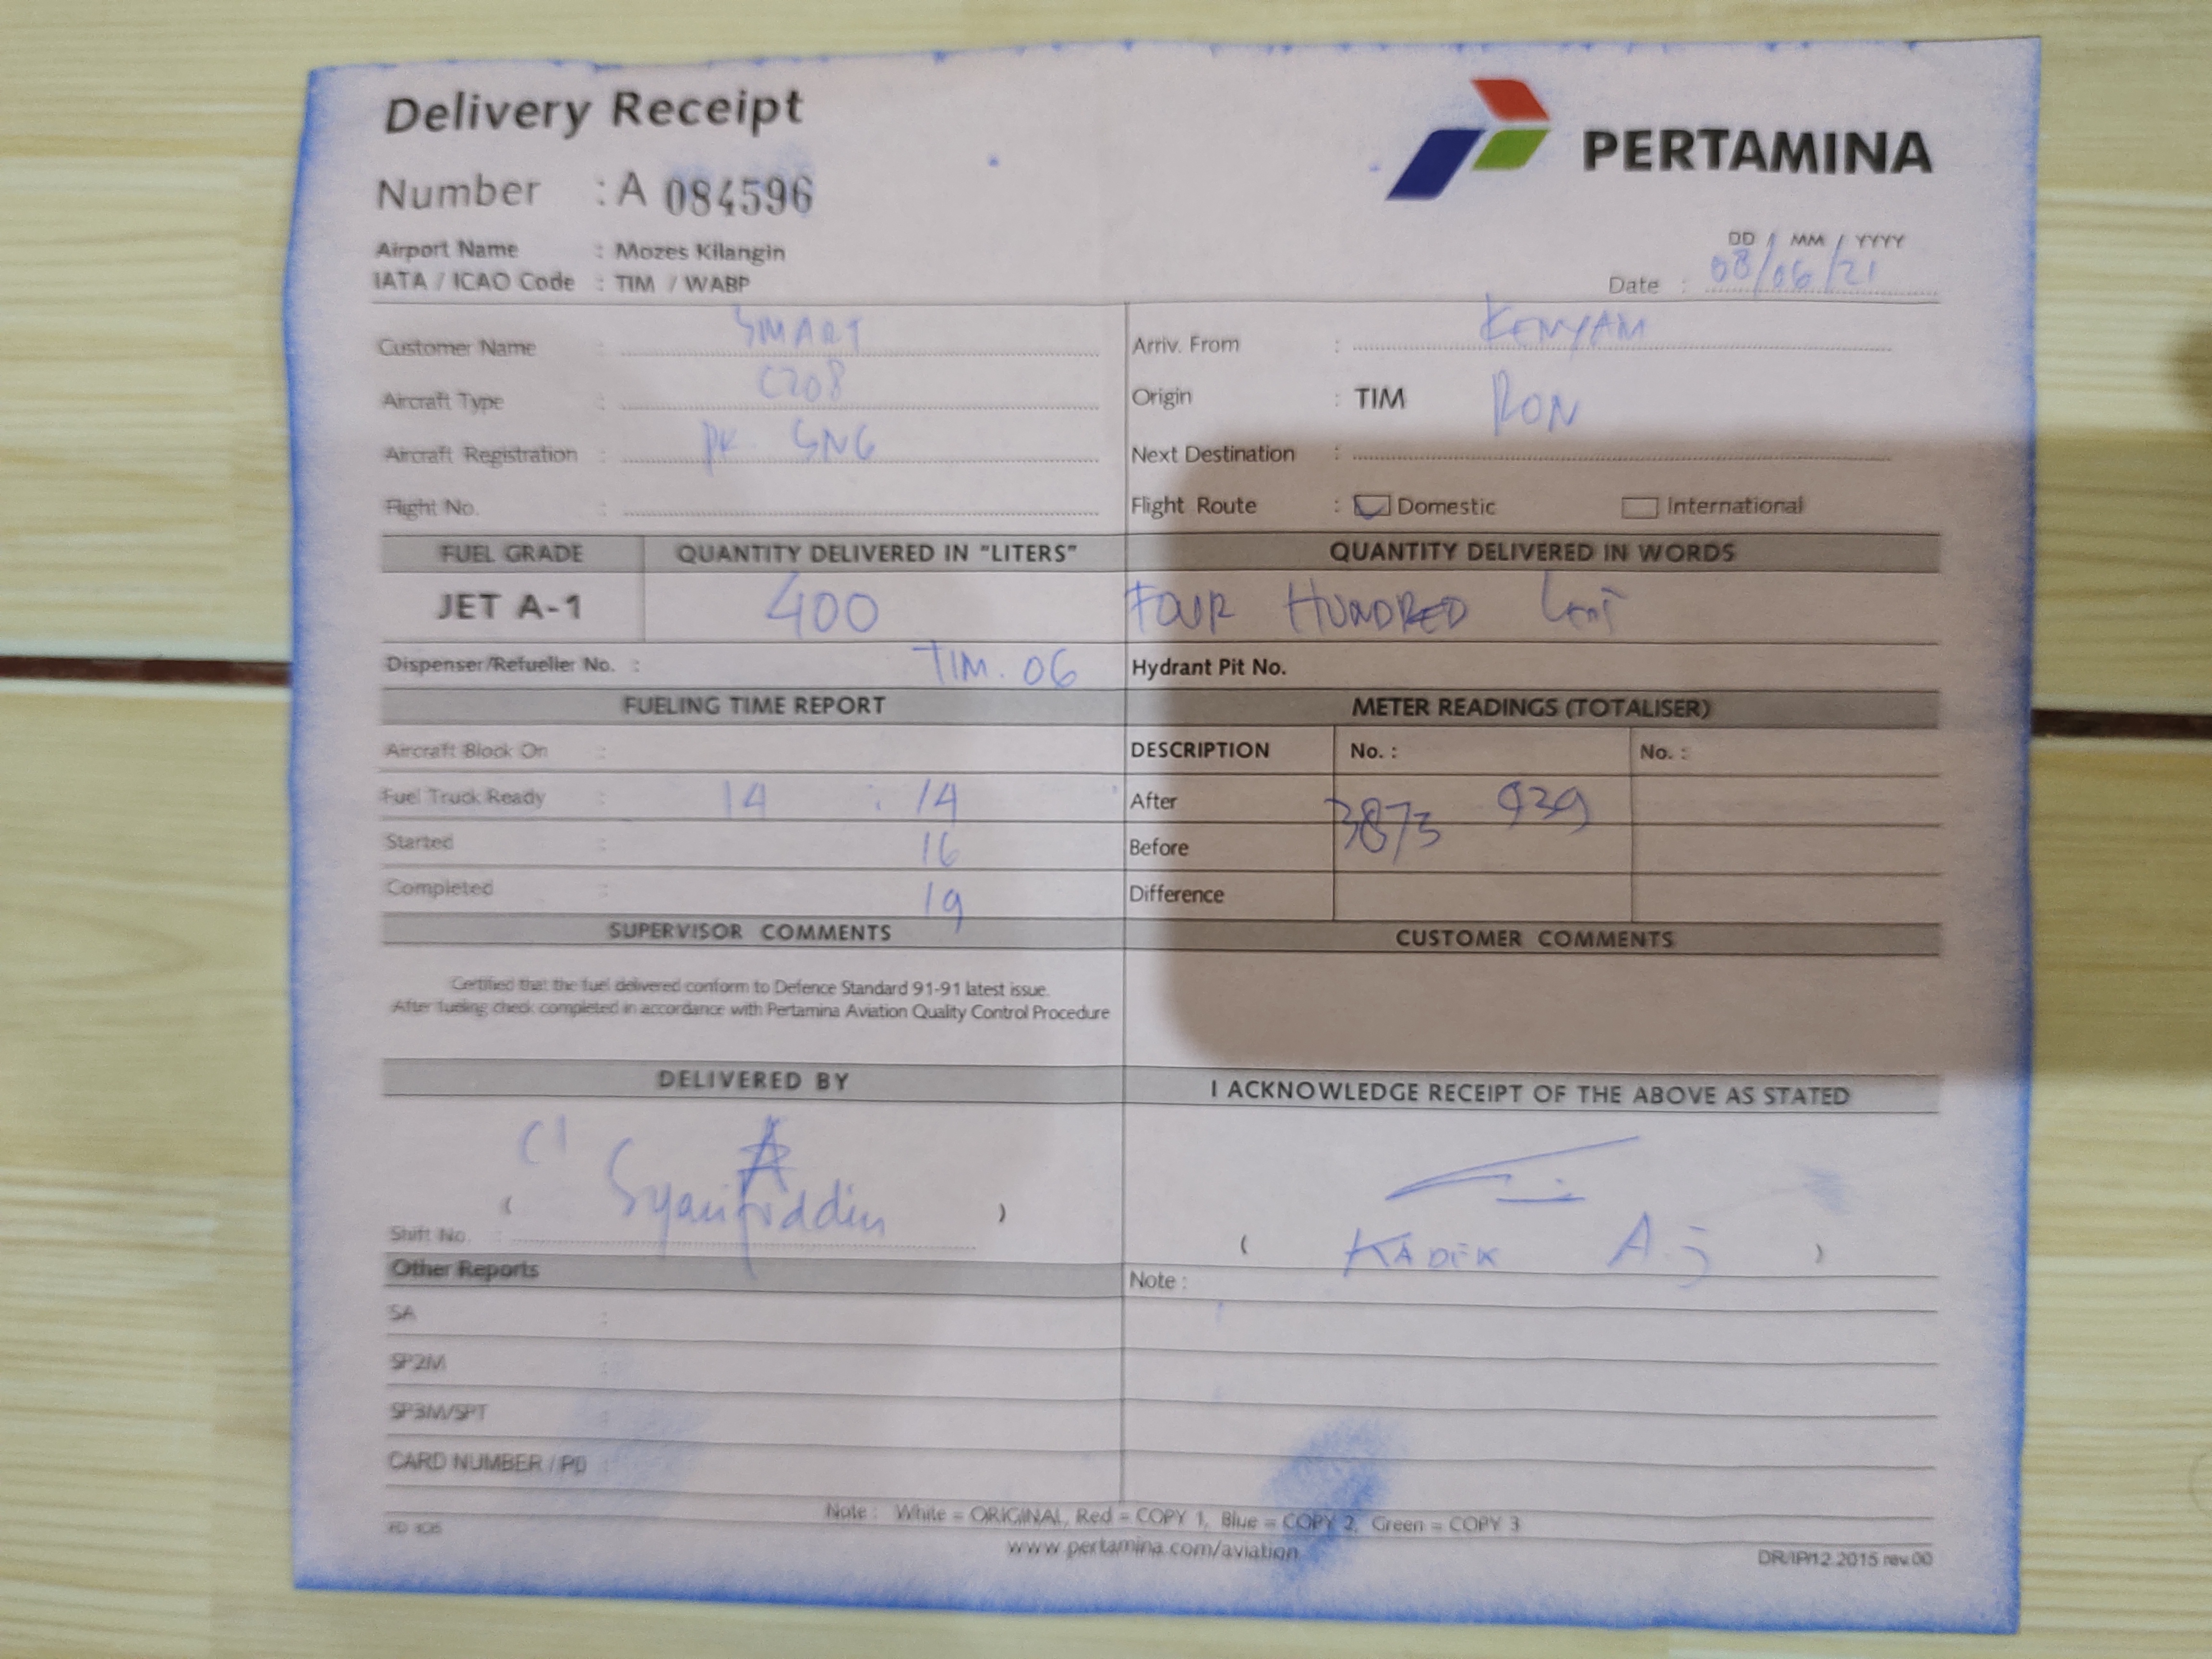 Delivery Receipt
PERTAMINA
Number : A 084596
Airport Name : Mozes Kilangin
IATA / ICAO Code : TIM / WABP
DD / MM / YYYY
Date : 08/06/21
Customer Name : SMART
Aircraft Type : C208
Aircraft Registration : PK SNG
Flight No. :
Arriv. From : KENYAM
Origin : TIM RON
Next Destination :
Flight Route : Domestic International
FUEL GRADE QUANTITY DELIVERED IN "LITERS" QUANTITY DELIVERED IN WORDS
JET A-1 400 FOUR HUNDRED
Dispenser/Refueller No. : TIM. 06 Hydrant Pit No.
FUELING TIME REPORT METER READINGS (TOTALISER)
Aircraft Block On : DESCRIPTION No. : No. :
Fuel Truck Ready : 14 : 14 After 939
Started : 16 Before 3873
Completed : 19 Difference
SUPERVISOR COMMENTS CUSTOMER COMMENTS
Certified that the fuel delivered conform to Defence Standard 91-91 latest issue.
After fueling check completed in accordance with Pertamina Aviation Quality Control Procedure
DELIVERED BY I ACKNOWLEDGE RECEIPT OF THE ABOVE AS STATED
( Syarifuddin )
Shift No.
( KADEK A. J )
Other Reports
Note :
SA :
SP2M :
SP3M/SPT :
CARD NUMBER / PO :
Note : White = ORIGINAL, Red = COPY 1, Blue = COPY 2, Green = COPY 3
www.pertamina.com/aviation
DR/IP/12.2015 rev.00